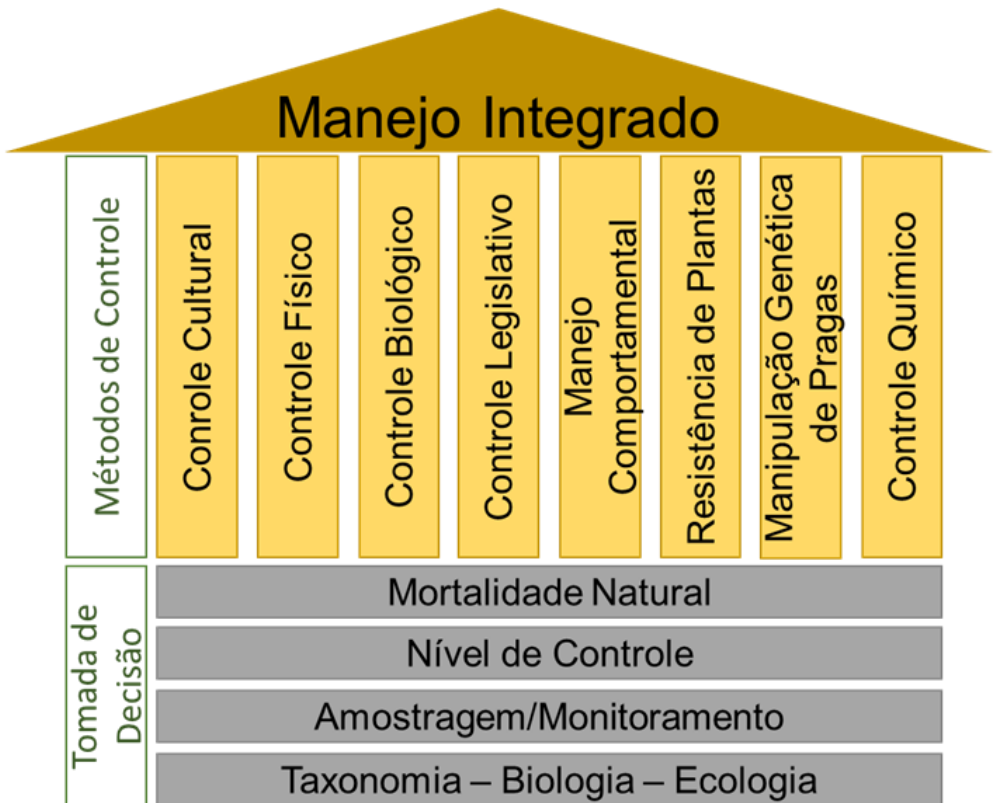 Manejo Integrado
Métodos de Controle
Conrole Cultural
Controle Físico
Controle Biológico
Controle Legislativo
Manejo
Comportamental
Resistência de Plantas
Manipulação Genética
de Pragas
Controle Químico
Tomada de
Decisão
Mortalidade Natural
Nível de Controle
Amostragem/Monitoramento
Taxonomia – Biologia – Ecologia